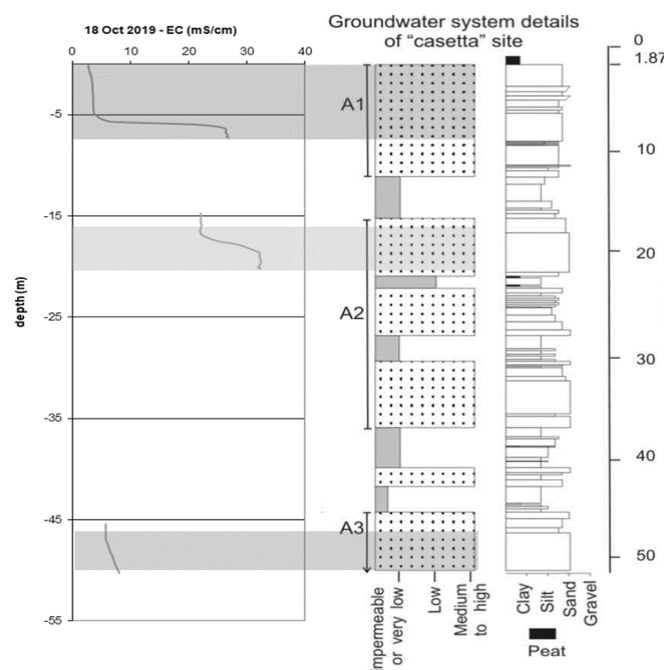 18 Oct 2019 - EC (mS/cm)
0 10 20 30 40
depth (m)
-5
-15
-25
-35
-45
-55
Groundwater system details
of "casetta" site
A1
A2
A3
impermeable
or very low
Low
Medium
to high
0
1.87
10
20
30
40
50
Clay
Silt
Sand
Gravel
Peat